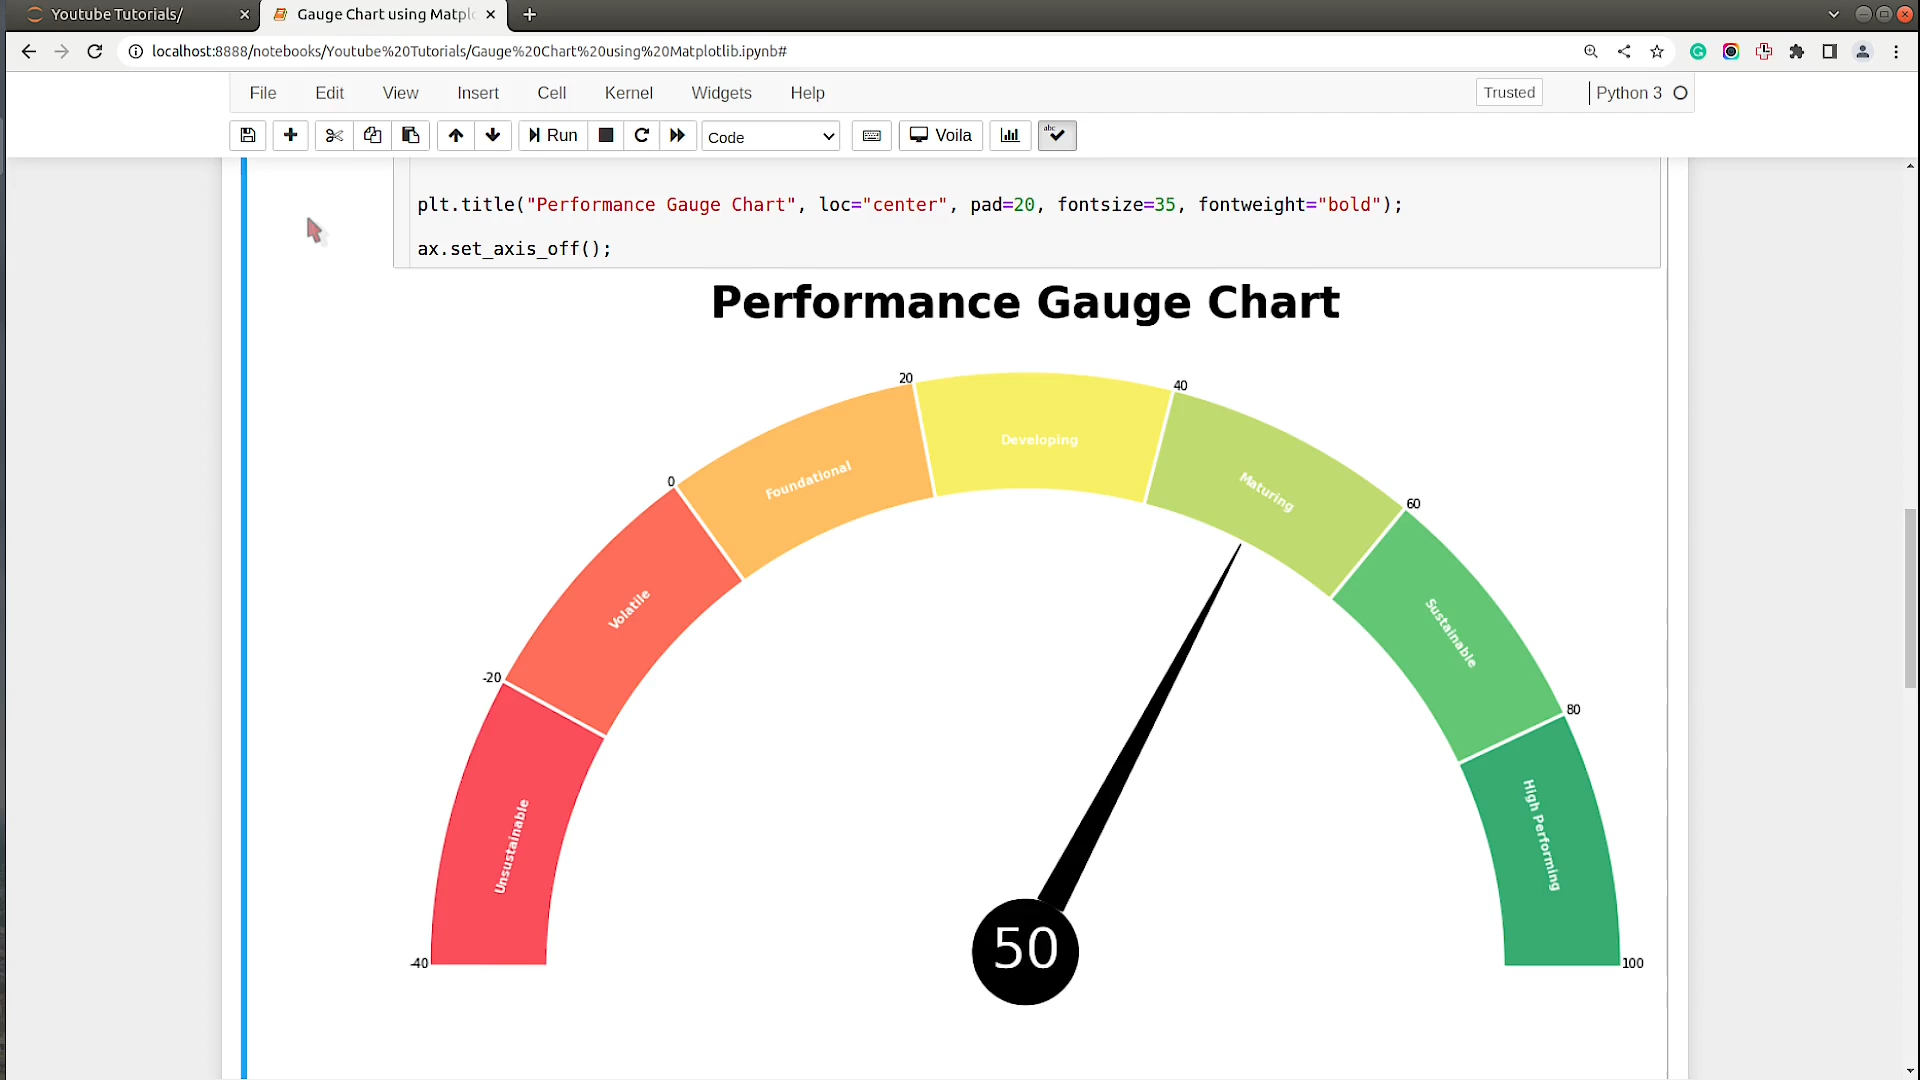 Youtube Tutorials/
Gauge Chart using Matpl
localhost:8888/notebooks/Youtube%20Tutorials/Gauge%20Chart%20using%20Matplotlib.ipynb#
File Edit View Insert Cell Kernel Widgets Help Trusted Python 3
Run Code Voila abc
plt.title("Performance Gauge Chart", loc="center", pad=20, fontsize=35, fontweight="bold");
ax.set_axis_off();
Performance Gauge Chart
20
40
Developing
Foundational
Maturing
0
60
Volatile
Sustainable
-20
80
Unsustainable
High Performing
50
-40
100